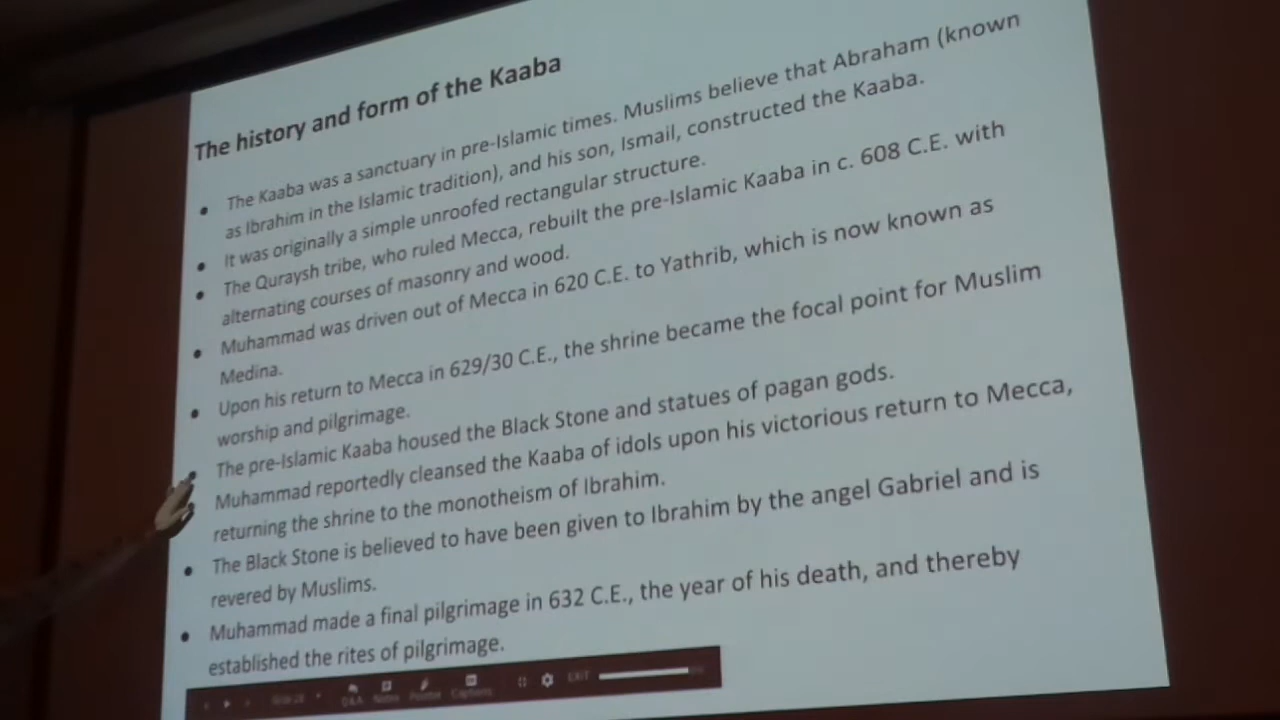 The history and form of the Kaaba
• The Kaaba was a sanctuary in pre-Islamic times. Muslims believe that Abraham (known
as Ibrahim in the Islamic tradition), and his son, Ismail, constructed the Kaaba.
• It was originally a simple unroofed rectangular structure.
• The Quraysh tribe, who ruled Mecca, rebuilt the pre-Islamic Kaaba in c. 608 C.E. with
alternating courses of masonry and wood.
• Muhammad was driven out of Mecca in 620 C.E. to Yathrib, which is now known as
Medina.
• Upon his return to Mecca in 629/30 C.E., the shrine became the focal point for Muslim
worship and pilgrimage.
• The pre-Islamic Kaaba housed the Black Stone and statues of pagan gods.
Muhammad reportedly cleansed the Kaaba of idols upon his victorious return to Mecca,
returning the shrine to the monotheism of Ibrahim.
• The Black Stone is believed to have been given to Ibrahim by the angel Gabriel and is
revered by Muslims.
• Muhammad made a final pilgrimage in 632 C.E., the year of his death, and thereby
established the rites of pilgrimage.
Q&A Notes Pointer Captions EXIT